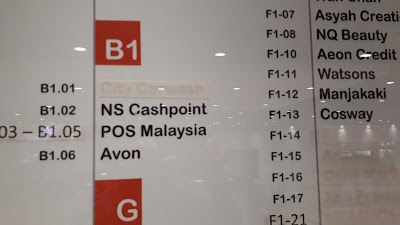 B1
B1.01 City Carwash
B1.02 NS Cashpoint
03 – B1.05 POS Malaysia
B1.06 Avon
G
F1-07 Asyah Creati
F1-08 NQ Beauty
F1-10 Aeon Credit
F1-11 Watsons
F1-12 Manjakaki
F1-13 Cosway
F1-14
F1-15
F1-16
F1-17
F1-21